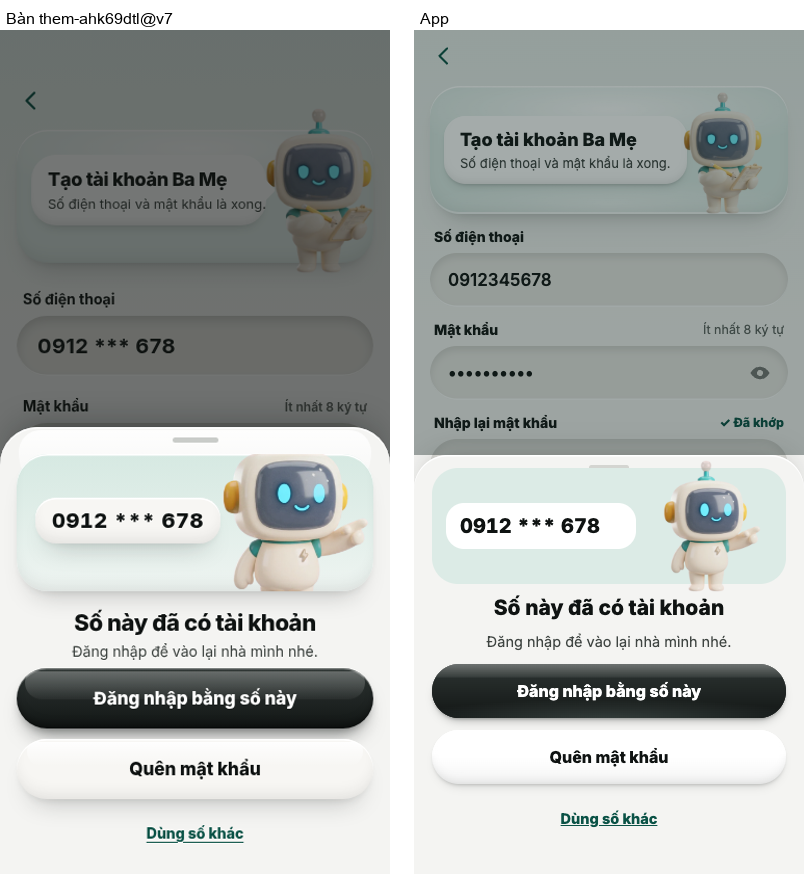 Bản them-ahk69dtl@v7
Tạo tài khoản Ba Mẹ
Số điện thoại và mật khẩu là xong.
Số điện thoại
0912 *** 678
Mật khẩu
Ít nhất 8 ký tự
0912 *** 678
Số này đã có tài khoản
Đăng nhập để vào lại nhà mình nhé.
Đăng nhập bằng số này
Quên mật khẩu
Dùng số khác
App
Tạo tài khoản Ba Mẹ
Số điện thoại và mật khẩu là xong.
Số điện thoại
0912345678
Mật khẩu
Ít nhất 8 ký tự
••••••••••
Nhập lại mật khẩu
✓ Đã khớp
0912 *** 678
Số này đã có tài khoản
Đăng nhập để vào lại nhà mình nhé.
Đăng nhập bằng số này
Quên mật khẩu
Dùng số khác